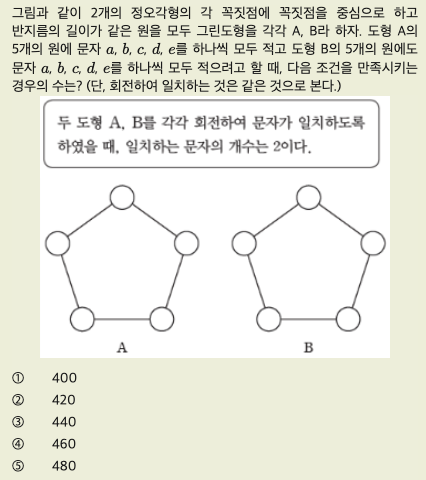 그림과 같이 2개의 정오각형의 각 꼭짓점에 꼭짓점을 중심으로 하고
반지름의 길이가 같은 원을 모두 그린도형을 각각 A, B라 하자. 도형 A의
5개의 원에 문자 a, b, c, d, e를 하나씩 모두 적고 도형 B의 5개의 원에도
문자 a, b, c, d, e를 하나씩 모두 적으려고 할 때, 다음 조건을 만족시키는
경우의 수는? (단, 회전하여 일치하는 것은 같은 것으로 본다.)
두 도형 A, B를 각각 회전하여 문자가 일치하도록
하였을 때, 일치하는 문자의 개수는 2이다.
A B
① 400
② 420
③ 440
④ 460
⑤ 480